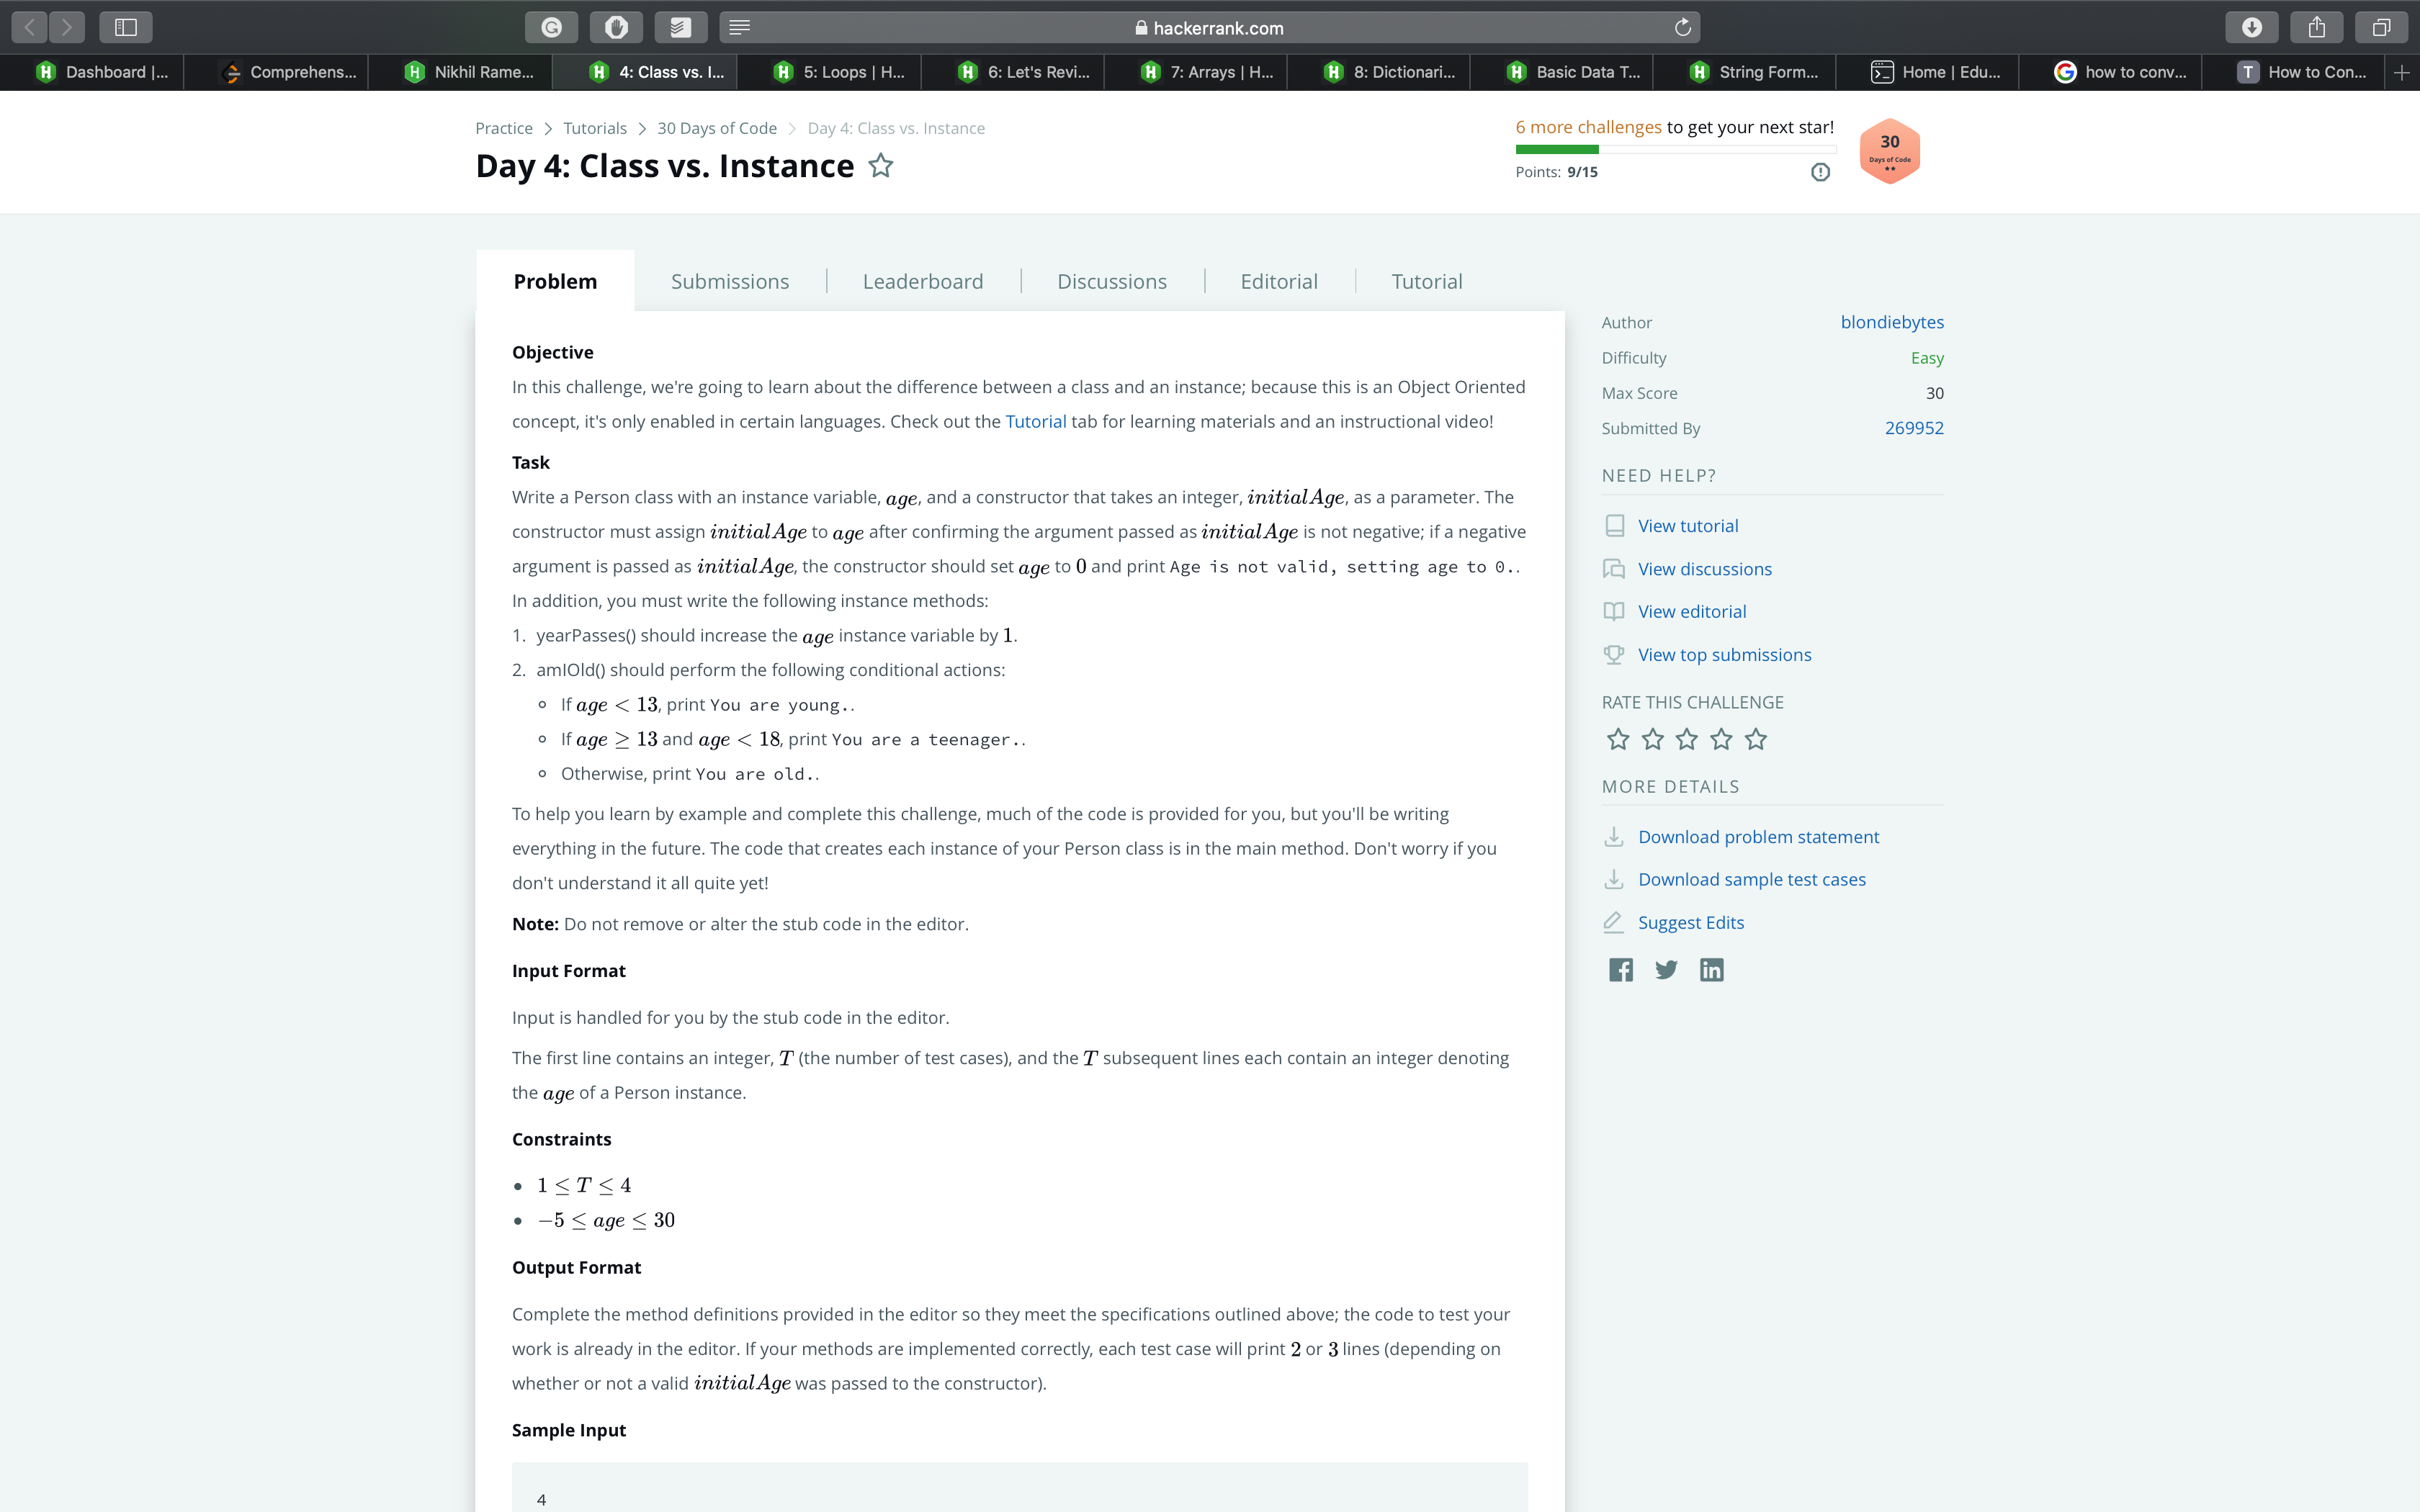 hackerrank.com
Dashboard |...
Comprehens...
Nikhil Rame...
4: Class vs. I...
5: Loops | H...
6: Let's Revi...
7: Arrays | H...
8: Dictionari...
Basic Data T...
String Form...
Home | Edu...
how to conv...
T How to Con...
Practice > Tutorials > 30 Days of Code > Day 4: Class vs. Instance
Day 4: Class vs. Instance
6 more challenges to get your next star!
Points: 9/15
30
Days of Code
Problem
Submissions
Leaderboard
Discussions
Editorial
Tutorial
Objective
In this challenge, we're going to learn about the difference between a class and an instance; because this is an Object Oriented
concept, it's only enabled in certain languages. Check out the Tutorial tab for learning materials and an instructional video!
Task
Write a Person class with an instance variable, age, and a constructor that takes an integer, initialAge, as a parameter. The
constructor must assign initialAge to age after confirming the argument passed as initialAge is not negative; if a negative
argument is passed as initialAge, the constructor should set age to 0 and print Age is not valid, setting age to 0..
In addition, you must write the following instance methods:
1. yearPasses() should increase the age instance variable by 1.
2. amIOld() should perform the following conditional actions:
If age < 13, print You are young..
If age ≥ 13 and age < 18, print You are a teenager..
Otherwise, print You are old..
To help you learn by example and complete this challenge, much of the code is provided for you, but you'll be writing
everything in the future. The code that creates each instance of your Person class is in the main method. Don't worry if you
don't understand it all quite yet!
Note: Do not remove or alter the stub code in the editor.
Input Format
Input is handled for you by the stub code in the editor.
The first line contains an integer, T (the number of test cases), and the T subsequent lines each contain an integer denoting
the age of a Person instance.
Constraints
1 ≤ T ≤ 4
−5 ≤ age ≤ 30
Output Format
Complete the method definitions provided in the editor so they meet the specifications outlined above; the code to test your
work is already in the editor. If your methods are implemented correctly, each test case will print 2 or 3 lines (depending on
whether or not a valid initialAge was passed to the constructor).
Sample Input
4
Author blondiebytes
Difficulty Easy
Max Score 30
Submitted By 269952
NEED HELP?
View tutorial
View discussions
View editorial
View top submissions
RATE THIS CHALLENGE
MORE DETAILS
Download problem statement
Download sample test cases
Suggest Edits